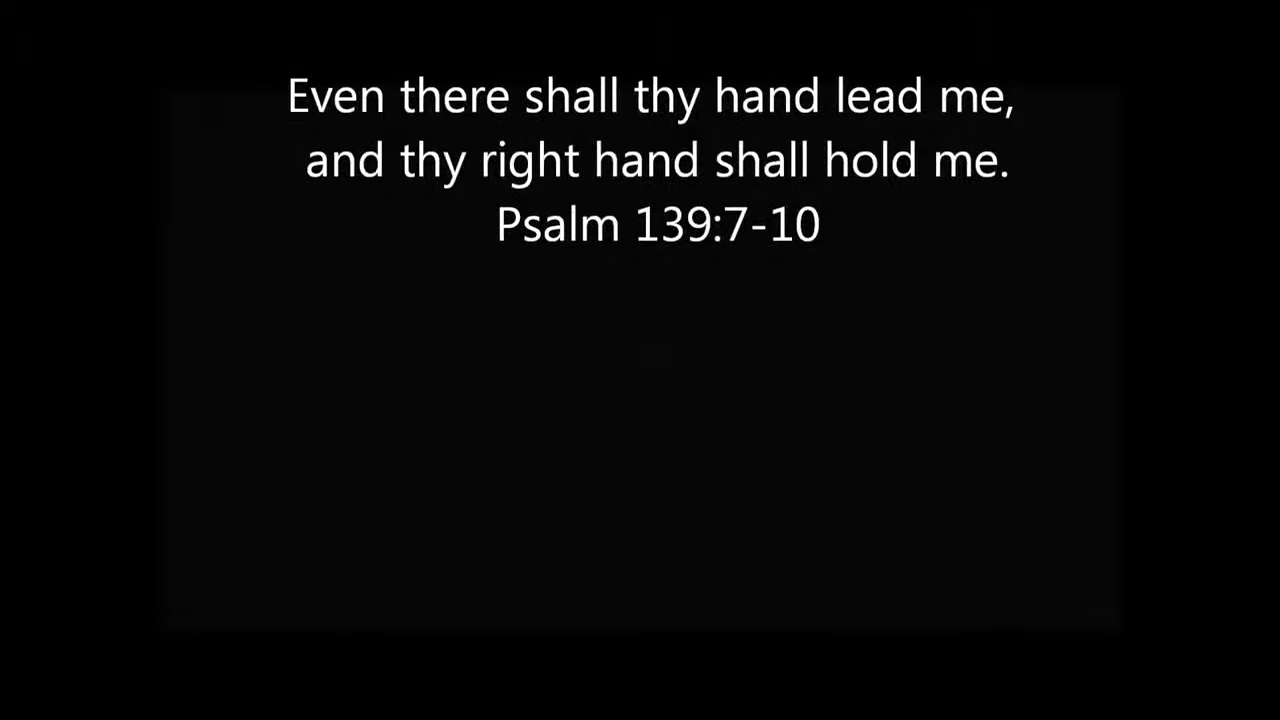 Even there shall thy hand lead me,
and thy right hand shall hold me.
Psalm 139:7-10